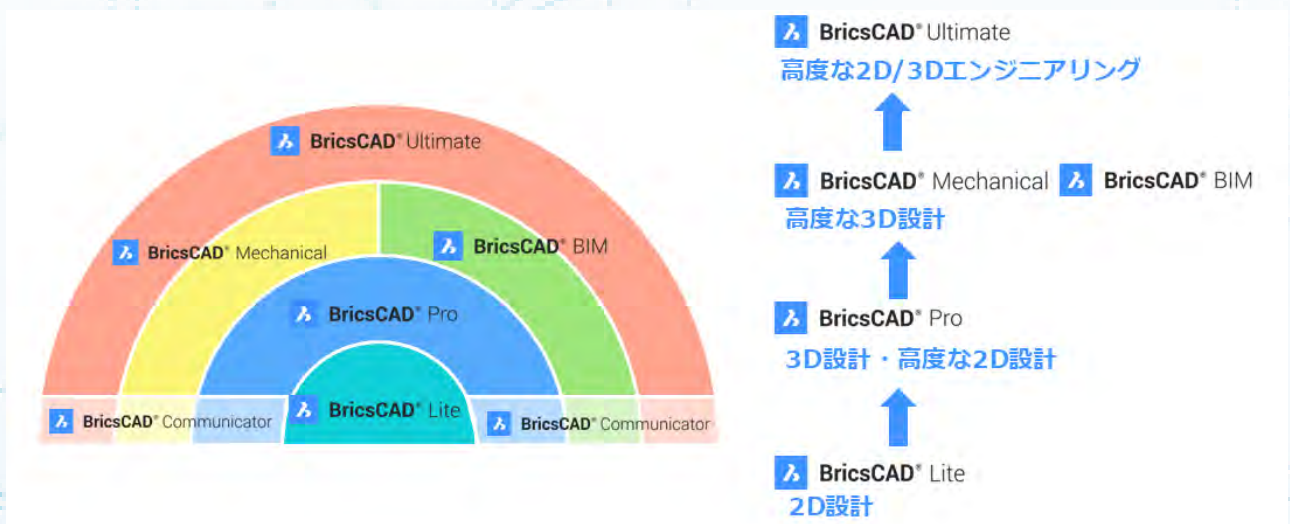 BricsCAD® Ultimate
BricsCAD® Mechanical
BricsCAD® BIM
BricsCAD® Pro
BricsCAD® Lite
BricsCAD® Communicator
BricsCAD® Communicator
BricsCAD® Ultimate
高度な2D/3Dエンジニアリング
BricsCAD® Mechanical BricsCAD® BIM
高度な3D設計
BricsCAD® Pro
3D設計・高度な2D設計
BricsCAD® Lite
2D設計